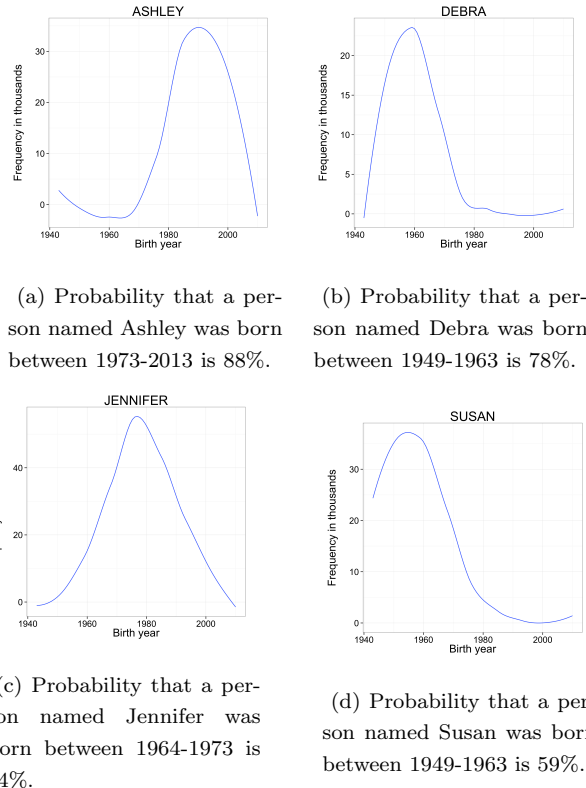 ASHLEY
Frequency in thousands
30
20
10
0
1940 1960 1980 2000
Birth year
(a) Probability that a per-
son named Ashley was born
between 1973-2013 is 88%.
DEBRA
Frequency in thousands
20
15
10
5
0
1940 1960 1980 2000
Birth year
(b) Probability that a per-
son named Debra was born
between 1949-1963 is 78%.
JENNIFER
40
20
0
1940 1960 1980 2000
Birth year
(c) Probability that a per-
on named Jennifer was
orn between 1964-1973 is
4%.
SUSAN
Frequency in thousands
30
20
10
0
1940 1960 1980 2000
Birth year
(d) Probability that a per
son named Susan was born
between 1949-1963 is 59%.